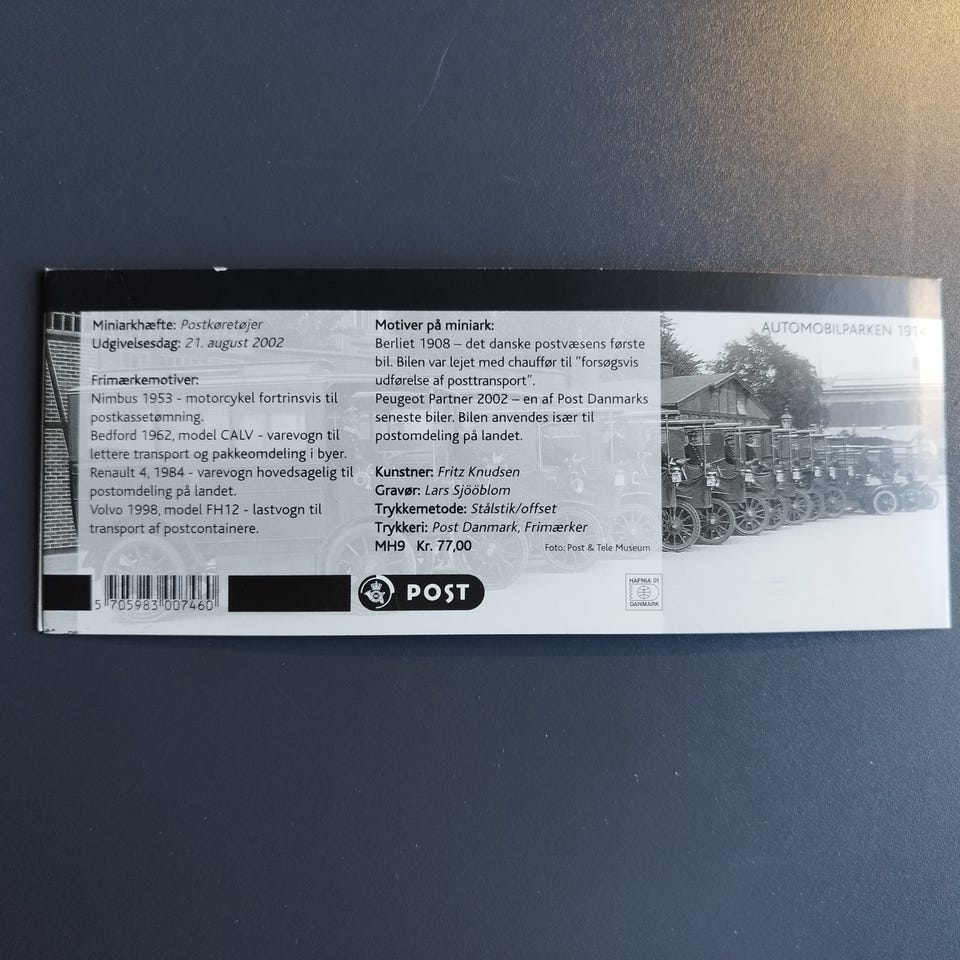 Miniarkhæfte: Postkøretøjer
Udgivelsesdag: 21. august 2002
Frimærkemotiver:
Nimbus 1953 - motorcykel fortrinsvis til
postkassetømning.
Bedford 1962, model CALV - varevogn til
lettere transport og pakkeomdeling i byer.
Renault 4, 1984 - varevogn hovedsagelig til
postomdeling på landet.
Volvo 1998, model FH12 - lastvogn til
transport af postcontainere.
5 705983 007460
Motiver på miniark:
Berliet 1908 – det danske postvæsens første
bil. Bilen var lejet med chauffør til "forsøgsvis
udførelse af posttransport".
Peugeot Partner 2002 – en af Post Danmarks
seneste biler. Bilen anvendes især til
postomdeling på landet.
Kunstner: Fritz Knudsen
Gravør: Lars Sjööblom
Trykkemetode: Stålstik/offset
Trykkeri: Post Danmark, Frimærker
MH9 Kr. 77,00
Foto: Post & Tele Museum
POST
HAFNIA 01
DANMARK
AUTOMOBILPARKEN 1914